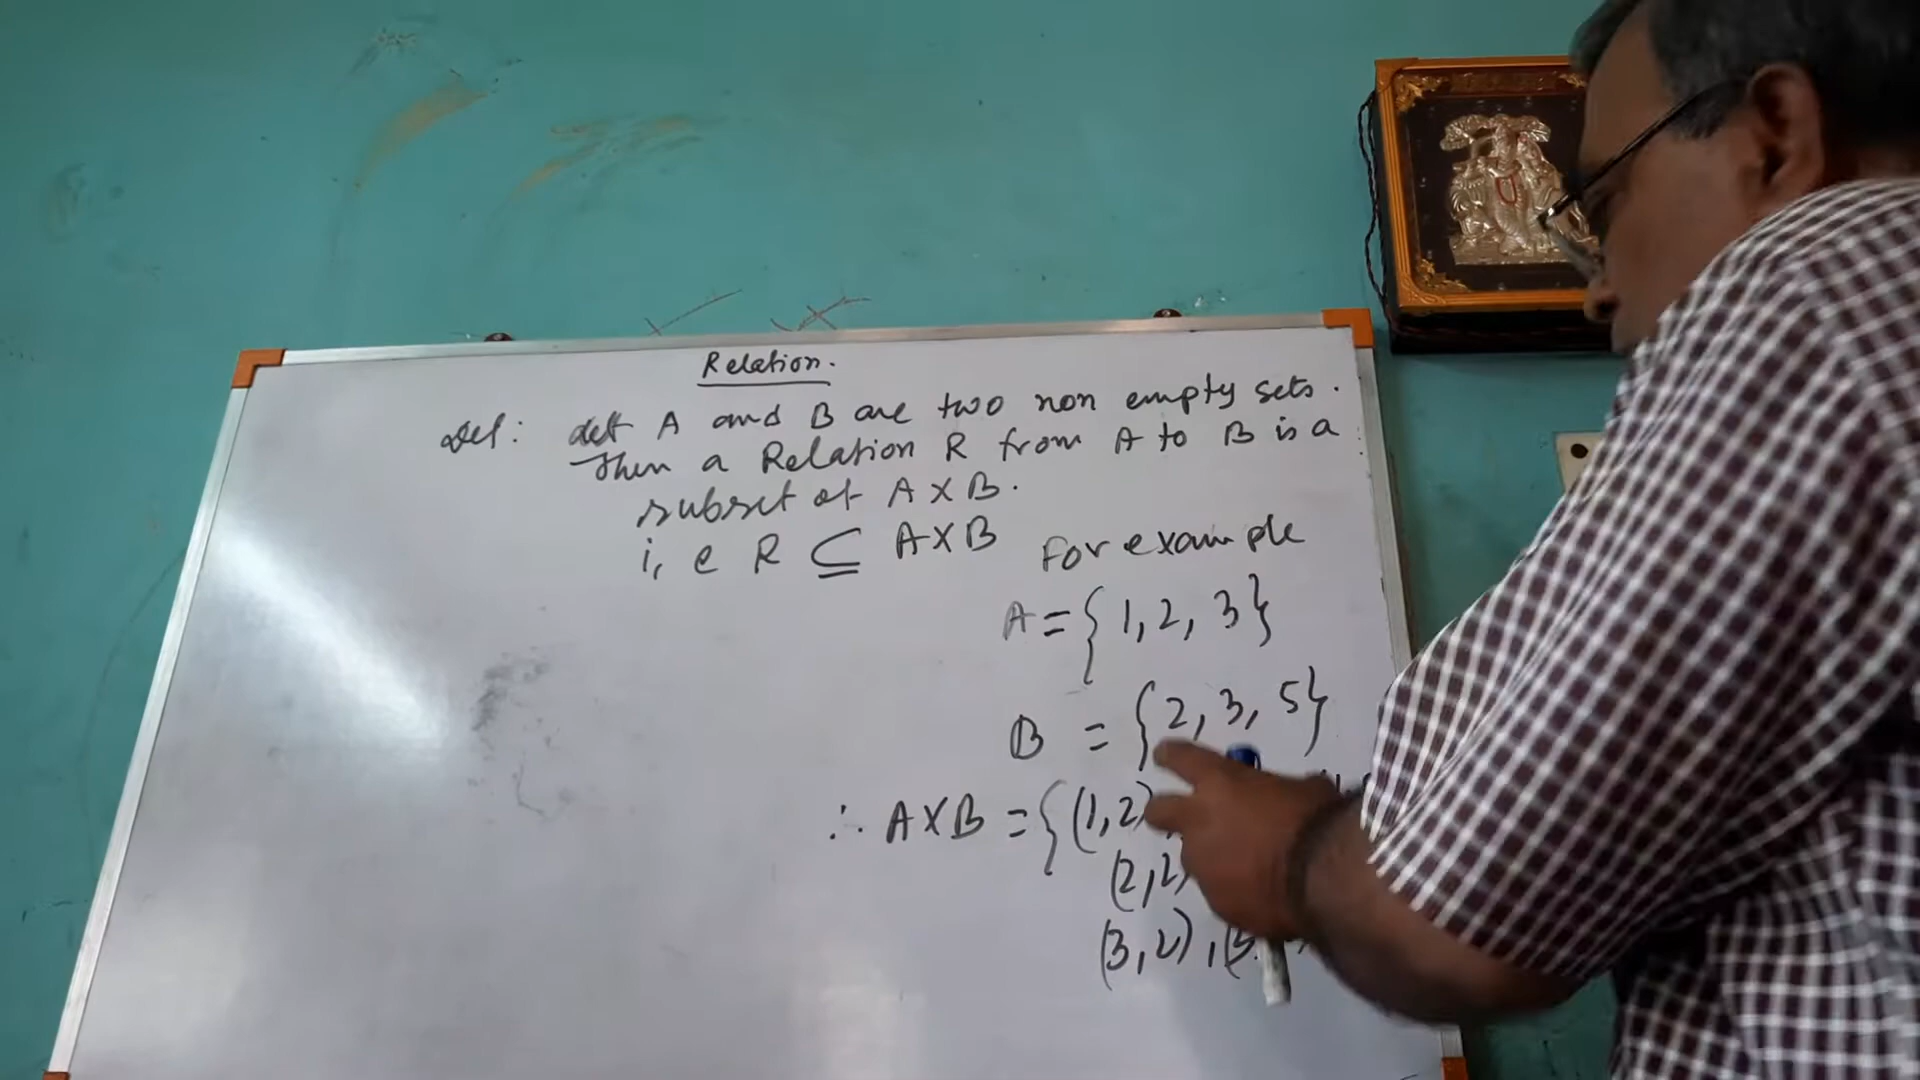 Relation.
Def: Let A and B are two non empty sets.
Then a Relation R from A to B is a
subset of A X B.
i, e R ⊆ A X B
For example
A = { 1, 2, 3 }
B = { 2, 3, 5 }
∴ A X B = { (1, 2)
(2, 2)
(3, 2) , (3